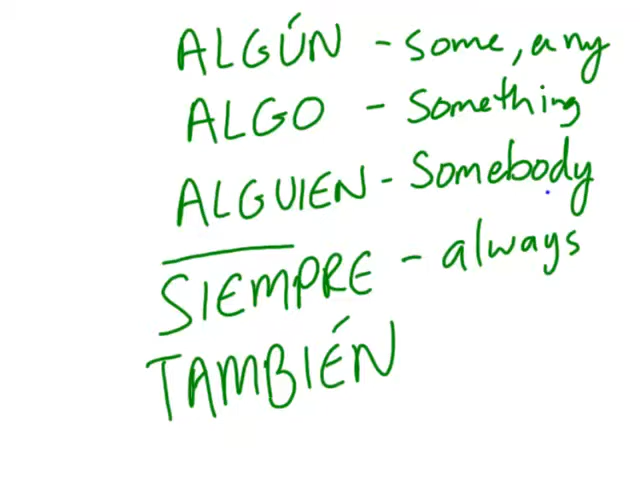 ALGÚN - some, any
ALGO - Something
ALGUIEN - Somebody
SIEMPRE - always
TAMBIÉN